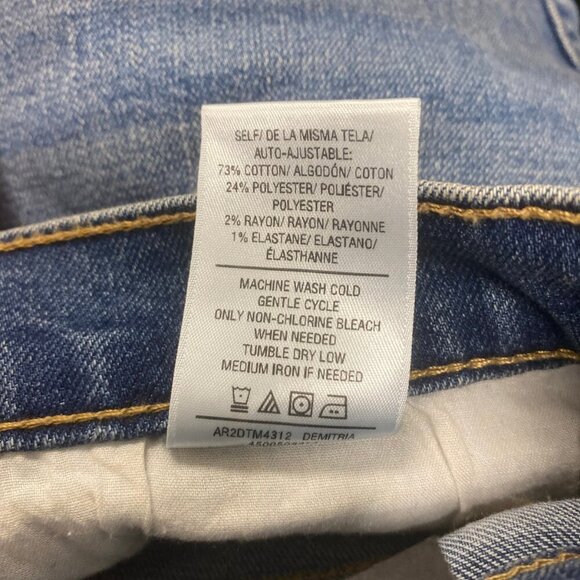 SELF/ DE LA MISMA TELA/
AUTO-AJUSTABLE:
73% COTTON/ ALGODÓN/ COTON
24% POLYESTER/ POLIÉSTER/
POLYESTER
2% RAYON/ RAYON/ RAYONNE
1% ELASTANE/ ELASTANO/
ÉLASTHANNE
MACHINE WASH COLD
GENTLE CYCLE
ONLY NON-CHLORINE BLEACH
WHEN NEEDED
TUMBLE DRY LOW
MEDIUM IRON IF NEEDED
AR2DTM4312 DEMITRIA